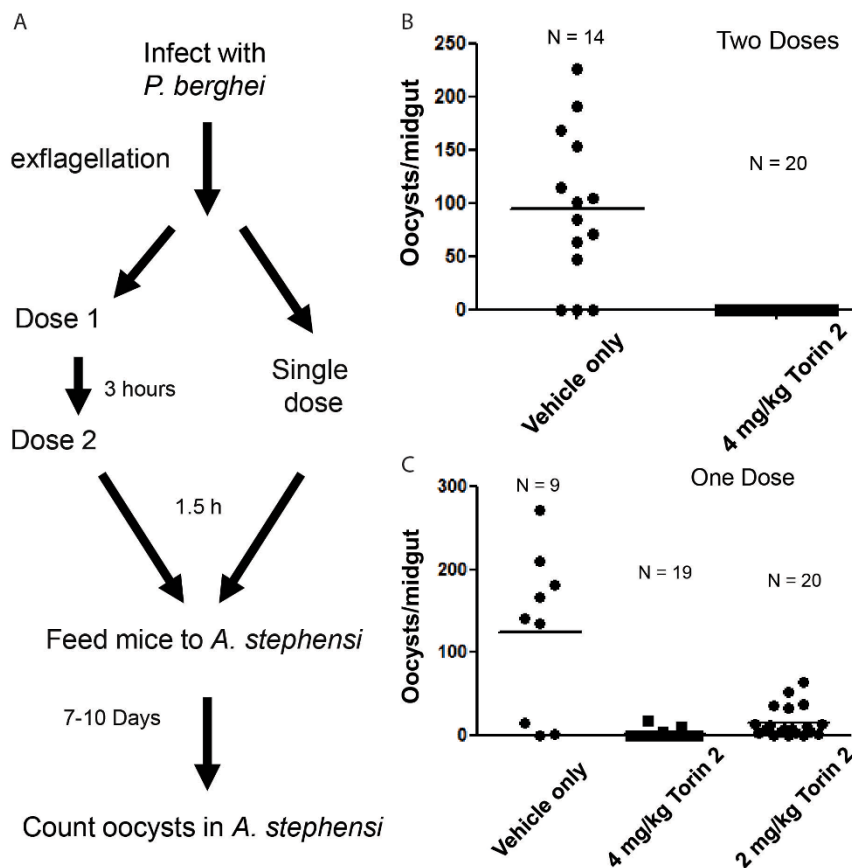 A
Infect with
P. berghei
exflagellation
Dose 1
3 hours
Dose 2
Single
dose
1.5 h
Feed mice to A. stephensi
7-10 Days
Count oocysts in A. stephensi
B
N = 14
Two Doses
Oocysts/midgut
250
200
150
100
50
0
N = 20
Vehicle only
4 mg/kg Torin 2
C
One Dose
N = 9
Oocysts/midgut
300
200
100
0
N = 19
N = 20
Vehicle only
4 mg/kg Torin 2
2 mg/kg Torin 2